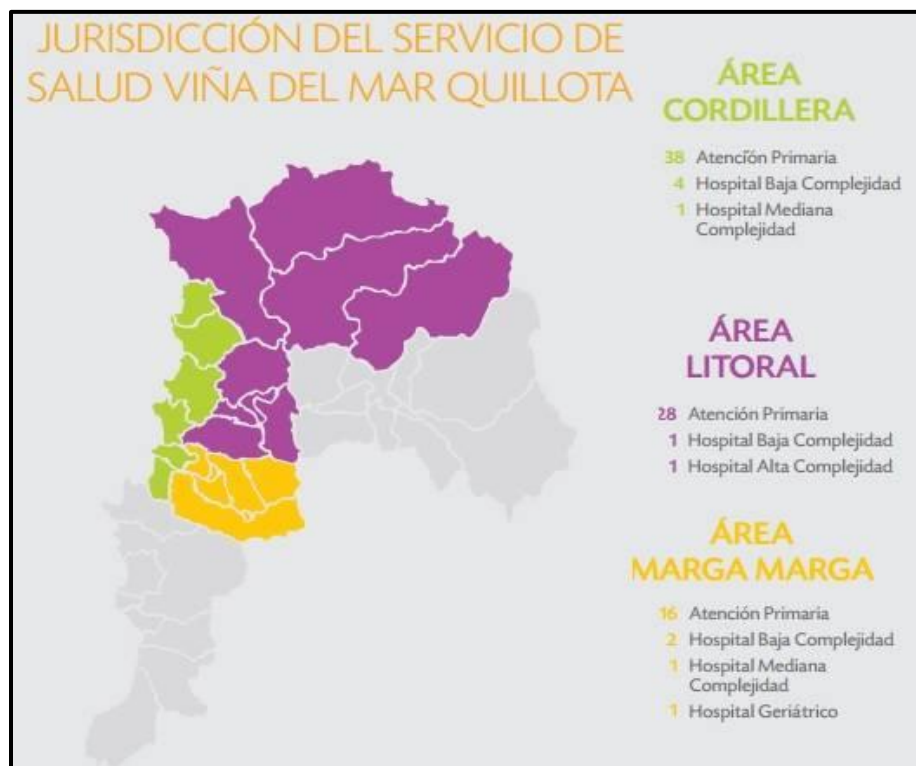 JURISDICCIÓN DEL SERVICIO DE
SALUD VIÑA DEL MAR QUILLOTA
ÁREA
CORDILLERA
38 Atención Primaria
4 Hospital Baja Complejidad
1 Hospital Mediana
Complejidad
ÁREA
LITORAL
28 Atención Primaria
1 Hospital Baja Complejidad
1 Hospital Alta Complejidad
ÁREA
MARGA MARGA
16 Atención Primaria
2 Hospital Baja Complejidad
1 Hospital Mediana
Complejidad
1 Hospital Geriátrico